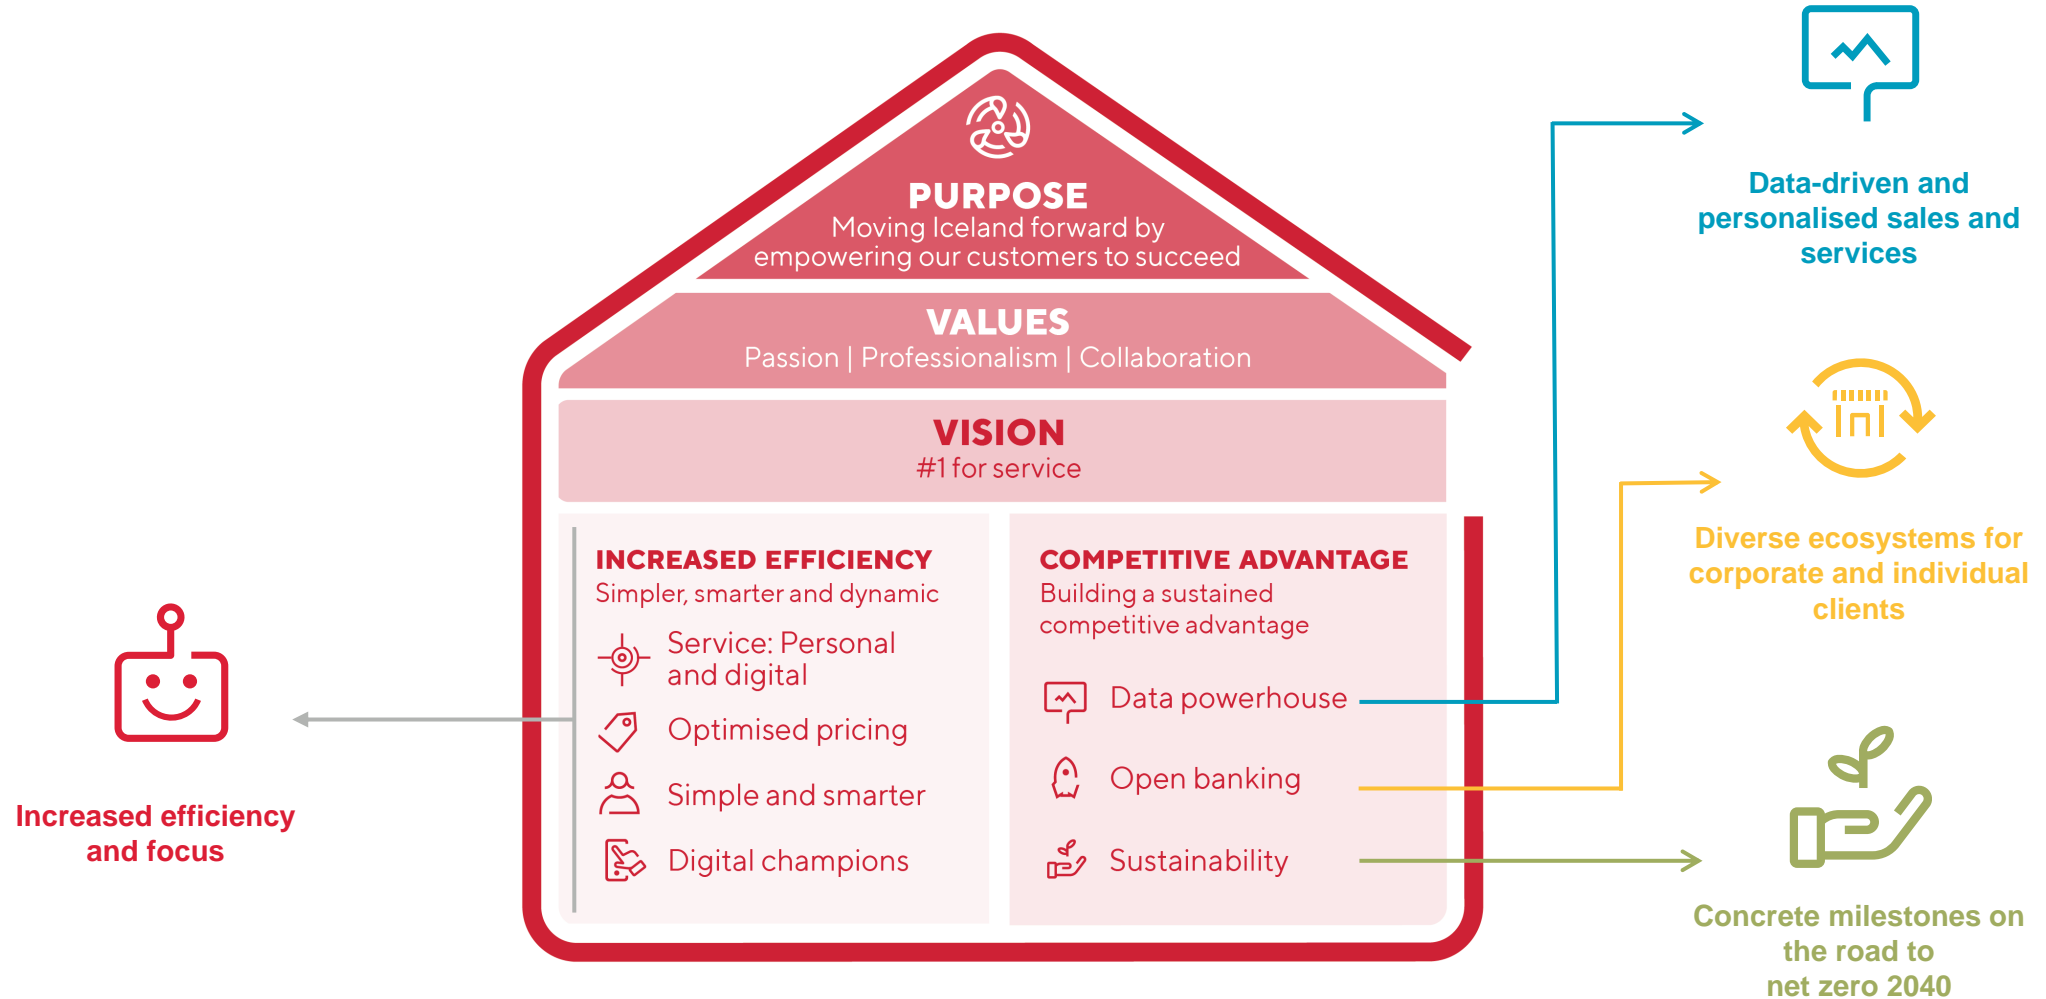 PURPOSE
Moving Iceland forward by
empowering our customers to succeed
VALUES
Passion | Professionalism | Collaboration
VISION
#1 for service
INCREASED EFFICIENCY
Simpler, smarter and dynamic
Service: Personal
and digital
Optimised pricing
Simple and smarter
Digital champions
COMPETITIVE ADVANTAGE
Building a sustained
competitive advantage
Data powerhouse
Open banking
Sustainability
Increased efficiency
and focus
Data-driven and
personalised sales and
services
Diverse ecosystems for
corporate and individual
clients
Concrete milestones on
the road to
net zero 2040